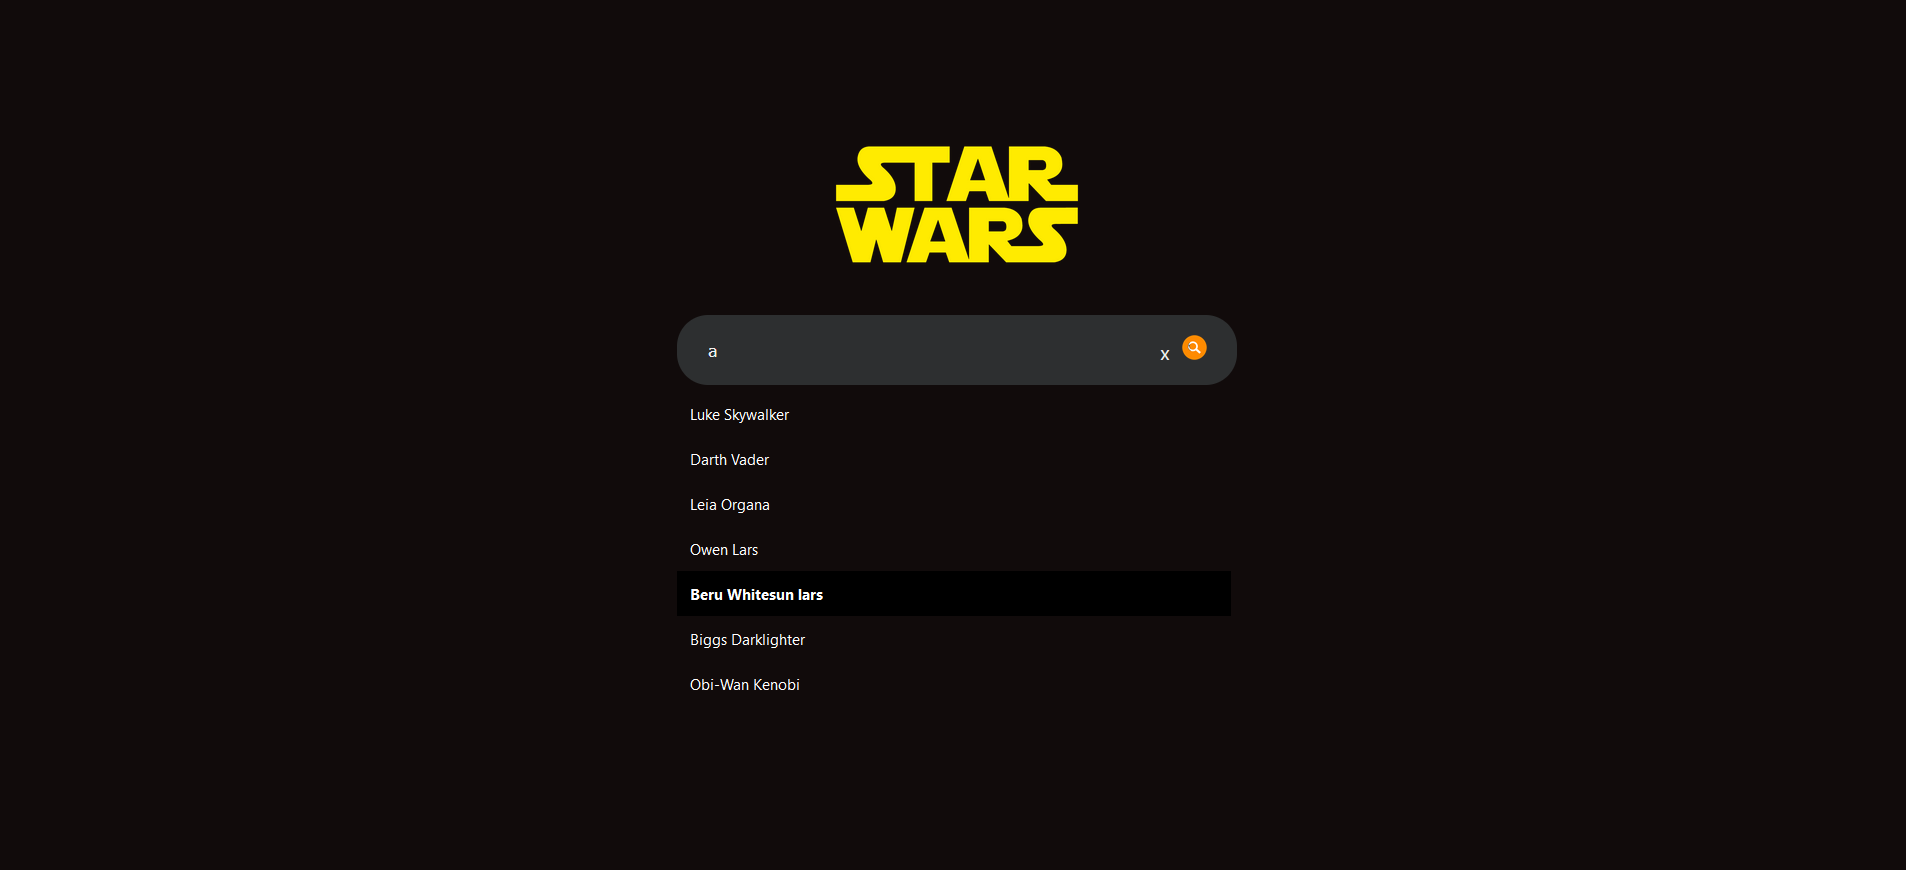 STAR
WARS
a
x
Luke Skywalker
Darth Vader
Leia Organa
Owen Lars
Beru Whitesun lars
Biggs Darklighter
Obi-Wan Kenobi